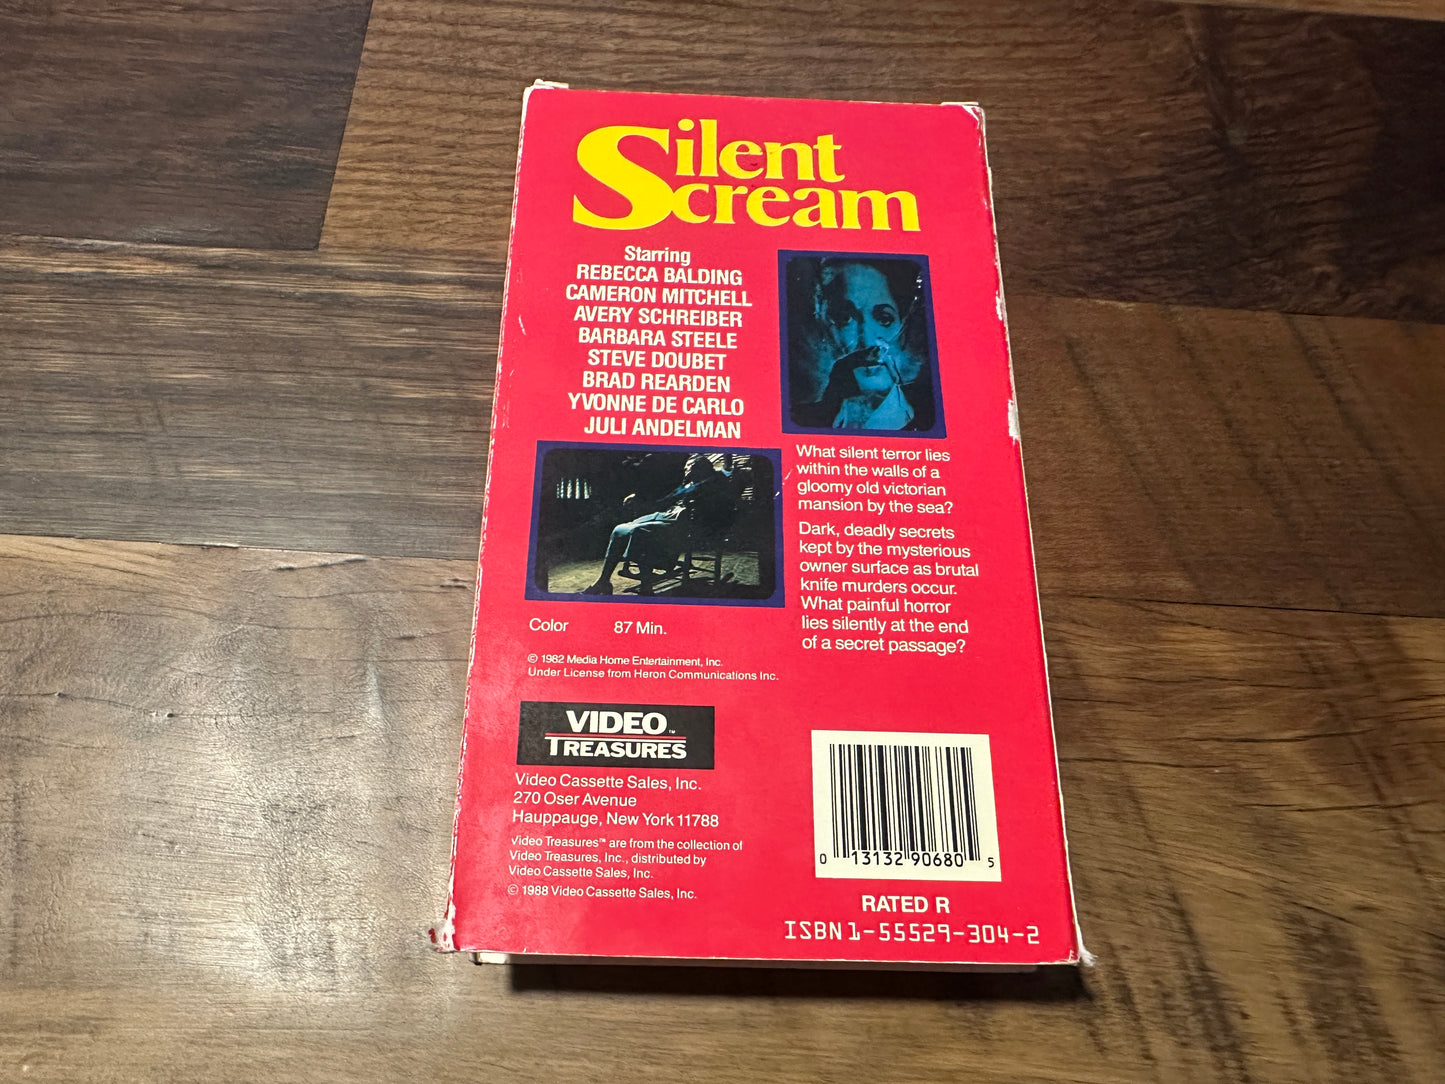 Silent
Scream
Starring
REBECCA BALDING
CAMERON MITCHELL
AVERY SCHREIBER
BARBARA STEELE
STEVE DOUBET
BRAD REARDEN
YVONNE DE CARLO
JULI ANDELMAN
What silent terror lies
within the walls of a
gloomy old victorian
mansion by the sea?
Dark, deadly secrets
kept by the mysterious
owner surface as brutal
knife murders occur.
What painful horror
lies silently at the end
of a secret passage?
Color 87 Min.
© 1982 Media Home Entertainment, Inc.
Under License from Heron Communications Inc.
VIDEO™
TREASURES
Video Cassette Sales, Inc.
270 Oser Avenue
Hauppauge, New York 11788
Video Treasures™ are from the collection of
Video Treasures, Inc., distributed by
Video Cassette Sales, Inc.
© 1988 Video Cassette Sales, Inc.
0 13132 90680 5
RATED R
ISBN 1-55529-304-2